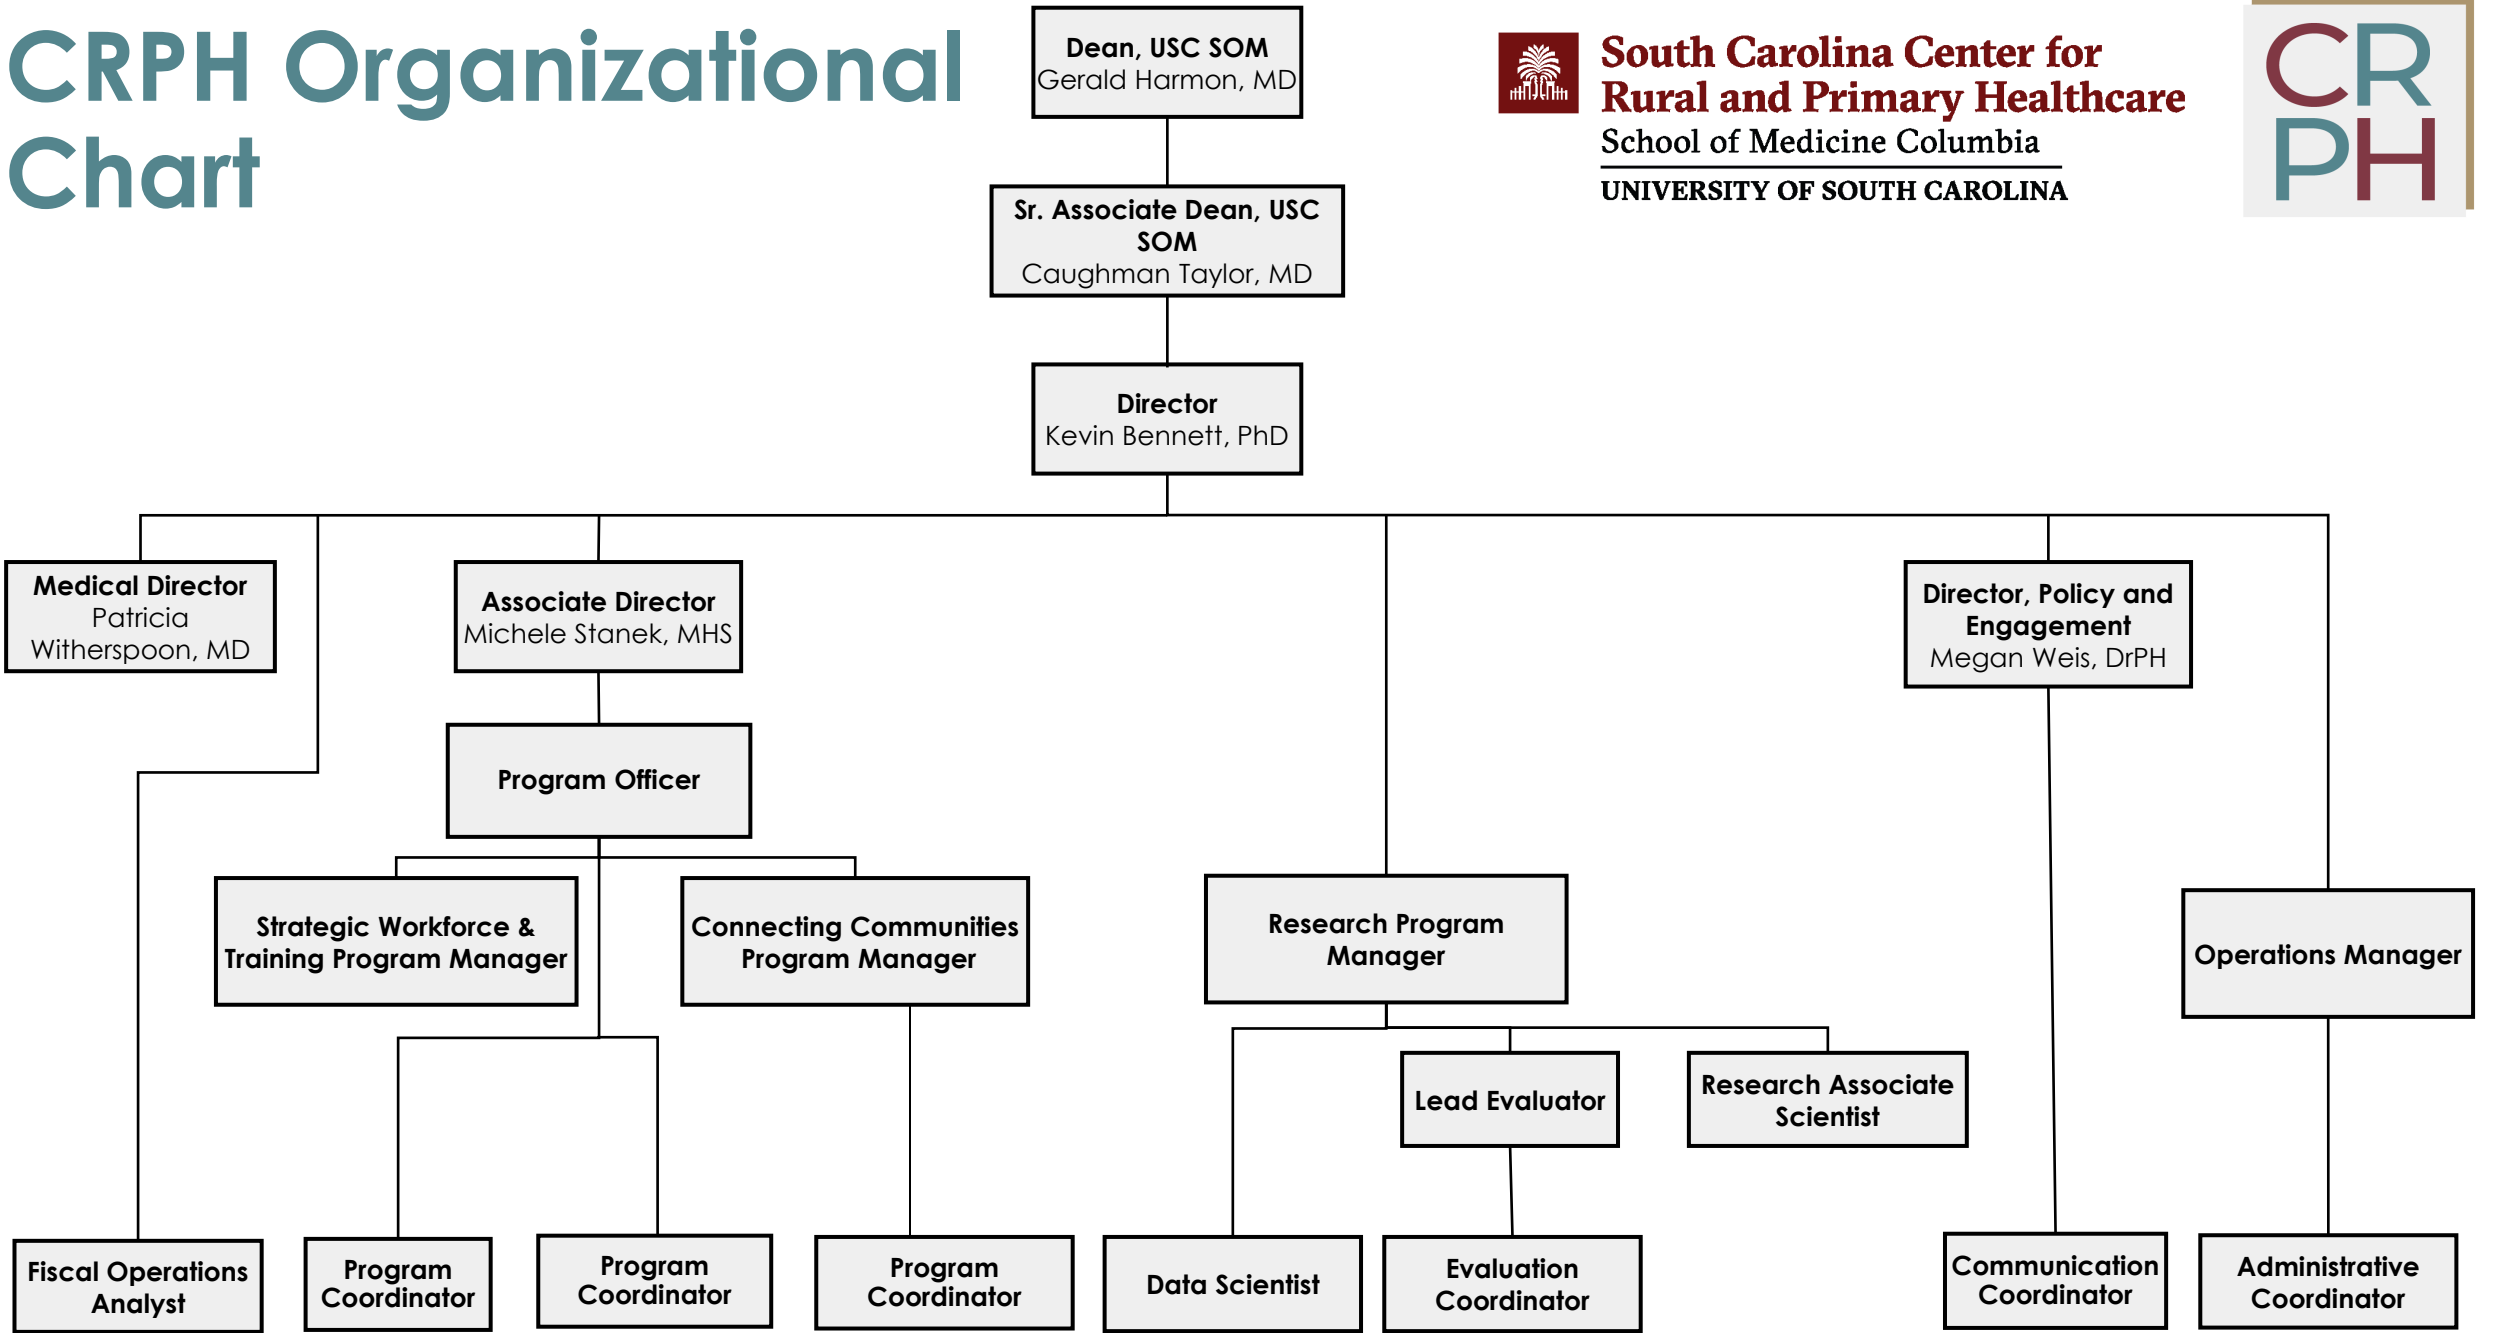 CRPH Organizational
Chart
Dean, USC SOM
Gerald Harmon, MD
South Carolina Center for
Rural and Primary Healthcare
School of Medicine Columbia
UNIVERSITY OF SOUTH CAROLINA
CR
PH
Sr. Associate Dean, USC
SOM
Caughman Taylor, MD
Director
Kevin Bennett, PhD
Medical Director
Patricia
Witherspoon, MD
Associate Director
Michele Stanek, MHS
Director, Policy and
Engagement
Megan Weis, DrPH
Program Officer
Strategic Workforce &
Training Program Manager
Connecting Communities
Program Manager
Research Program
Manager
Operations Manager
Lead Evaluator
Research Associate
Scientist
Fiscal Operations
Analyst
Program
Coordinator
Program
Coordinator
Program
Coordinator
Data Scientist
Evaluation
Coordinator
Communication
Coordinator
Administrative
Coordinator